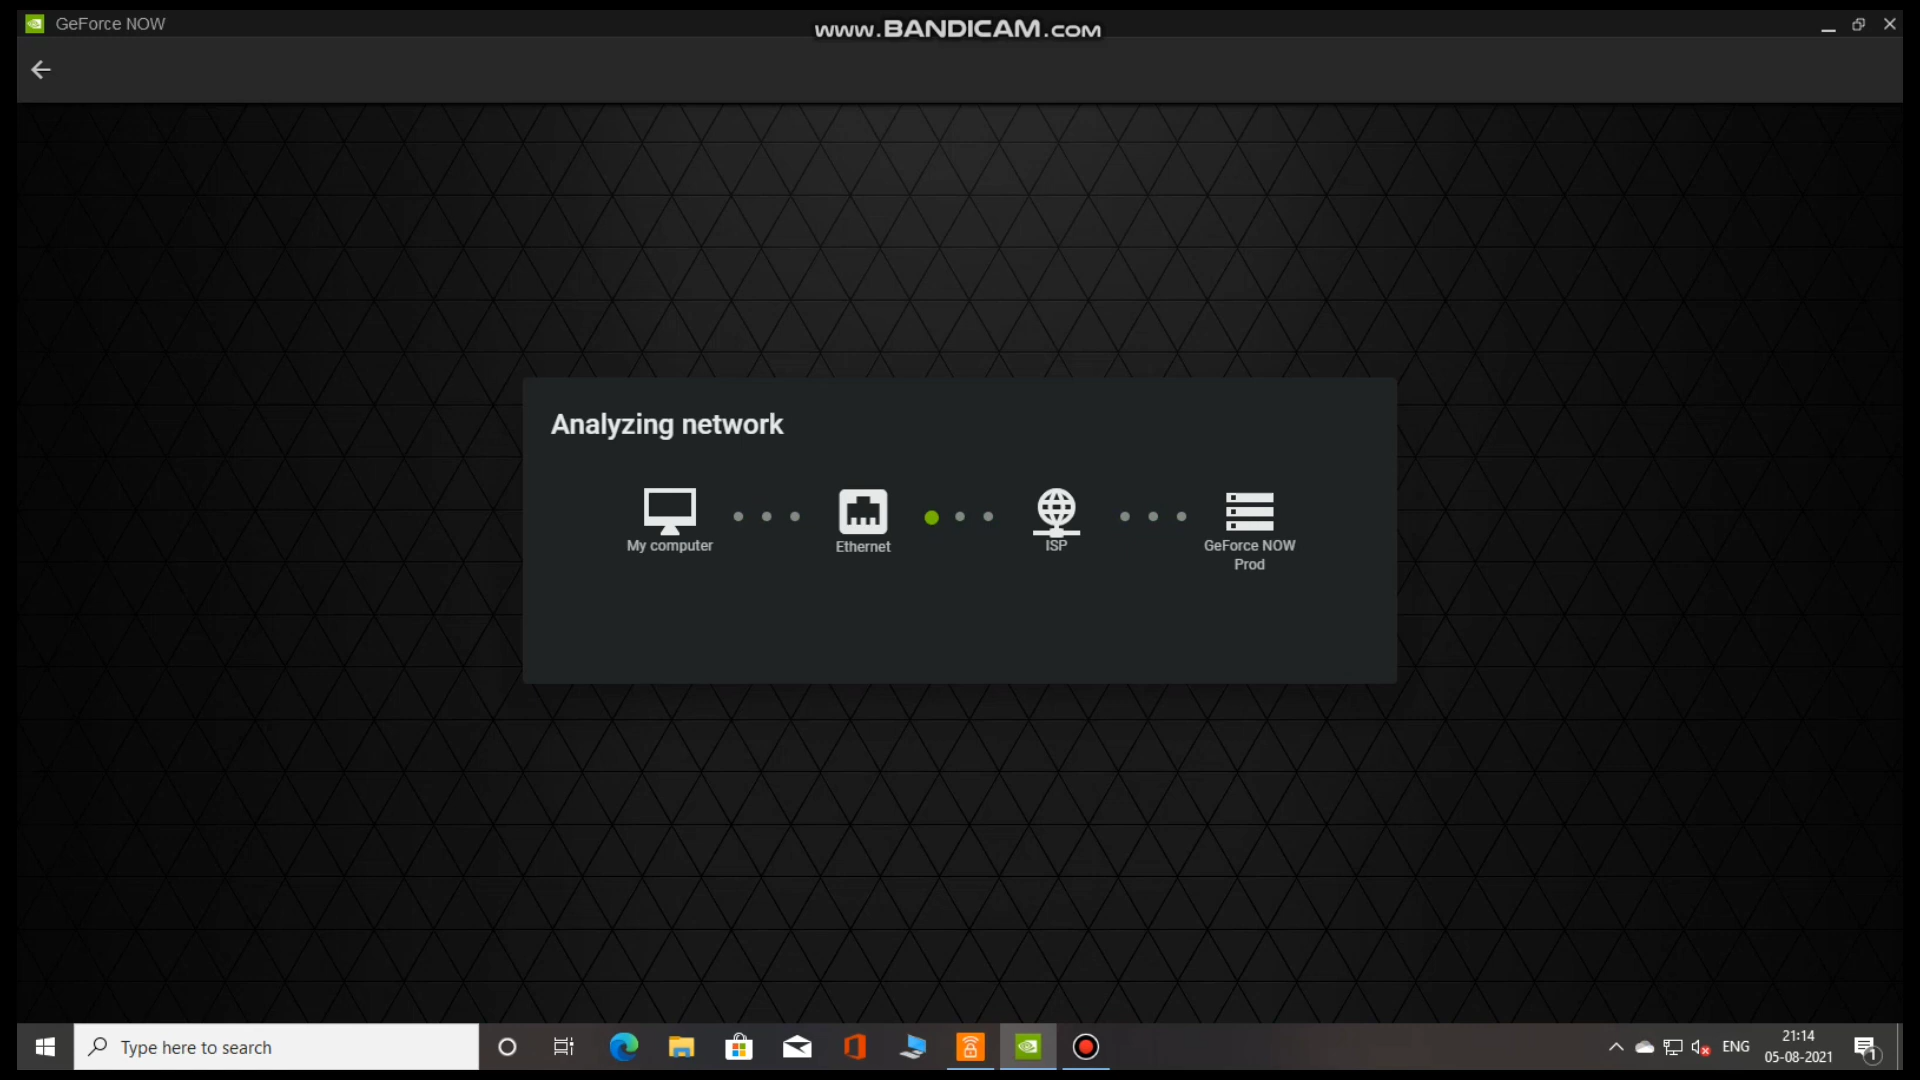 GeForce NOW
www.BANDICAM.com
Analyzing network
My computer
Ethernet
ISP
GeForce NOW
Prod
Type here to search
ENG
21:14
05-08-2021
1